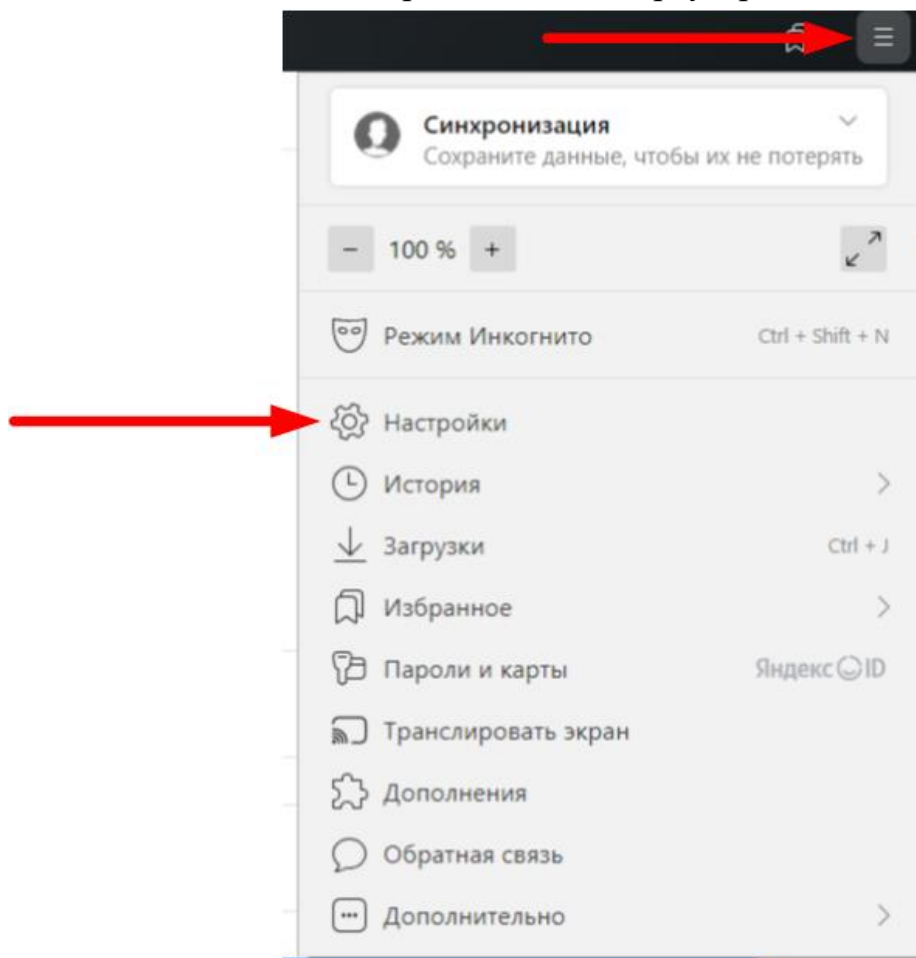 Синхронизация
Сохраните данные, чтобы их не потерять
- 100 % +
Режим Инкогнито Ctrl + Shift + N
Настройки
История
Загрузки Ctrl + J
Избранное
Пароли и карты Яндекс ID
Транслировать экран
Дополнения
Обратная связь
Дополнительно